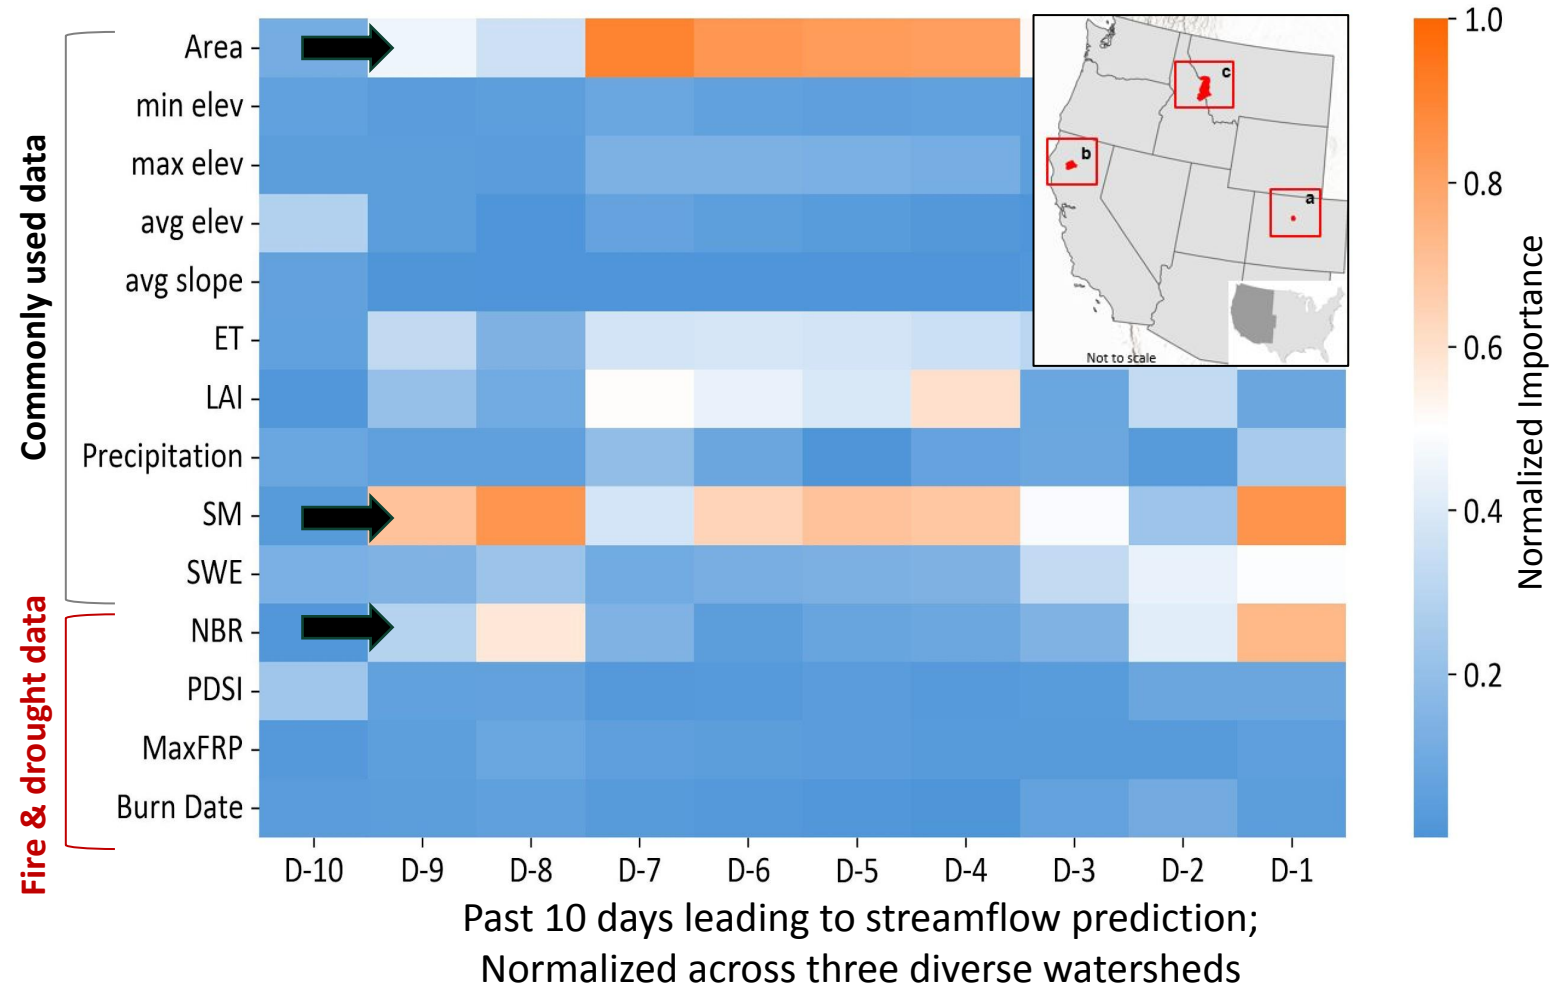 Commonly used data
Fire & drought data
Area
min elev
max elev
avg elev
avg slope
ET
LAI
Precipitation
SM
SWE
NBR
PDSI
MaxFRP
Burn Date
D-10 D-9 D-8 D-7 D-6 D-5 D-4 D-3 D-2 D-1
Past 10 days leading to streamflow prediction;
Normalized across three diverse watersheds
c
b
a
Not to scale
1.0
0.8
0.6
0.4
0.2
Normalized Importance